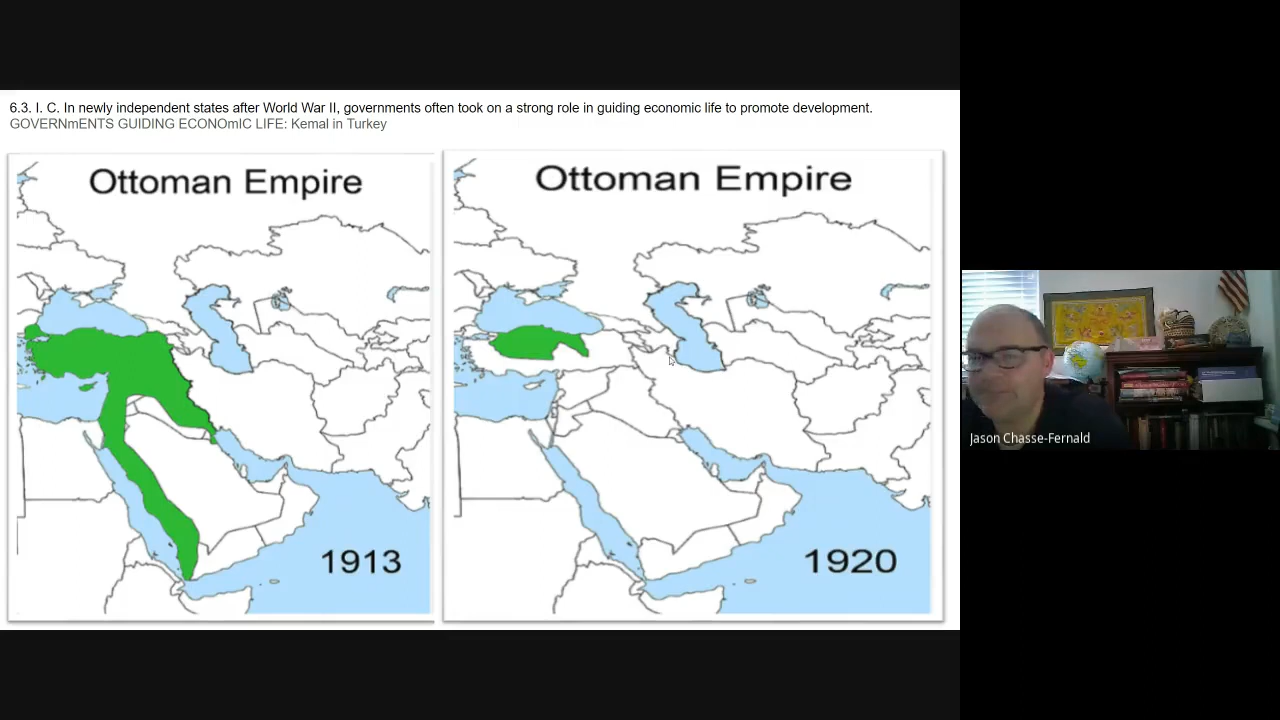 6.3. I. C. In newly independent states after World War II, governments often took on a strong role in guiding economic life to promote development.
GOVERNmENTS GUIDING ECONOmIC LIFE: Kemal in Turkey
Ottoman Empire
1913
Ottoman Empire
1920
Jason Chasse-Fernald